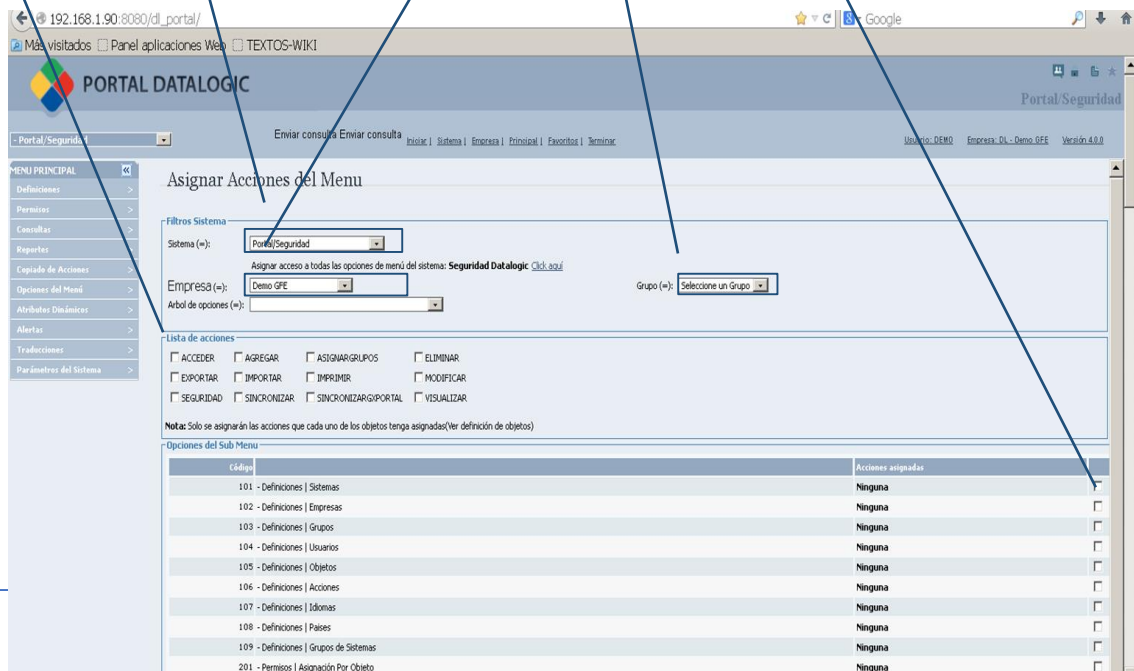 192.168.1.90:8080/dl_portal/
Google
Más visitados Panel aplicaciones Web TEXTOS-WIKI
PORTAL DATALOGIC
Portal/Seguridad
- Portal/Seguridad
Enviar consulta Enviar consulta Iniciar | Sistema | Empresa | Principal | Favoritos | Terminar
Usuario: DEMO Empresa: DL - Demo GFE Versión 4.0.0
MENU PRINCIPAL
Definiciones >
Permisos >
Consultas >
Reportes >
Copiado de Acciones >
Opciones del Menú >
Atributos Dinámicos >
Alertas >
Traducciones >
Parámetros del Sistema >
Asignar Acciones del Menu
Filtros Sistema
Sistema (=): Portal/Seguridad
Asignar acceso a todas las opciones de menú del sistema: Seguridad Datalogic Click aquí
Empresa (=): Demo GFE Grupo (=): Seleccione un Grupo
Arbol de opciones (=):
Lista de acciones
ACCEDER AGREGAR ASIGNARGRUPOS ELIMINAR
EXPORTAR IMPORTAR IMPRIMIR MODIFICAR
SEGURIDAD SINCRONIZAR SINCRONIZARGXPORTAL VISUALIZAR
Nota: Solo se asignarán las acciones que cada uno de los objetos tenga asignadas(Ver definición de objetos)
Opciones del Sub Menu
Código Acciones asignadas
101 - Definiciones | Sistemas Ninguna
102 - Definiciones | Empresas Ninguna
103 - Definiciones | Grupos Ninguna
104 - Definiciones | Usuarios Ninguna
105 - Definiciones | Objetos Ninguna
106 - Definiciones | Acciones Ninguna
107 - Definiciones | Idiomas Ninguna
108 - Definiciones | Paises Ninguna
109 - Definiciones | Grupos de Sistemas Ninguna
201 - Permisos | Asignación Por Objeto Ninguna